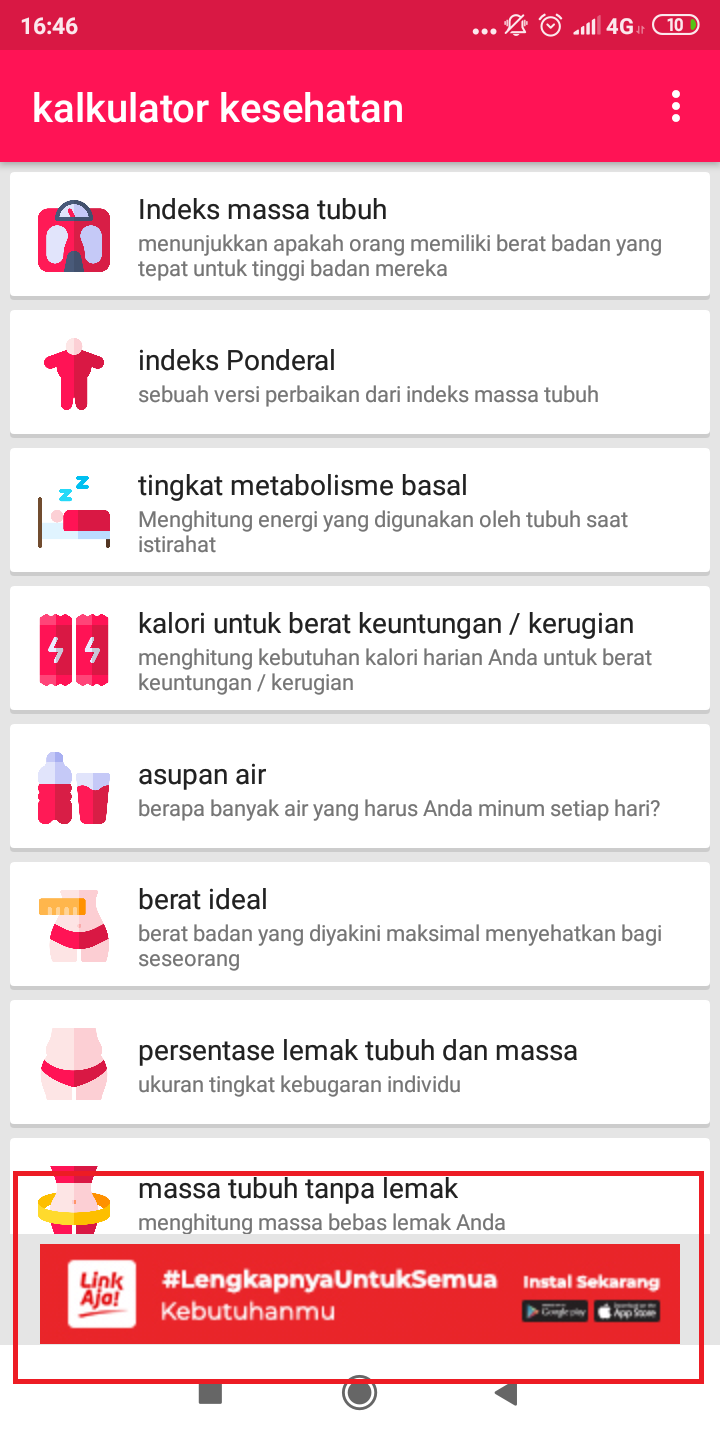 16:46
4G
10
kalkulator kesehatan
Indeks massa tubuh
menunjukkan apakah orang memiliki berat badan yang
tepat untuk tinggi badan mereka
indeks Ponderal
sebuah versi perbaikan dari indeks massa tubuh
tingkat metabolisme basal
Menghitung energi yang digunakan oleh tubuh saat
istirahat
kalori untuk berat keuntungan / kerugian
menghitung kebutuhan kalori harian Anda untuk berat
keuntungan / kerugian
asupan air
berapa banyak air yang harus Anda minum setiap hari?
berat ideal
berat badan yang diyakini maksimal menyehatkan bagi
seseorang
persentase lemak tubuh dan massa
ukuran tingkat kebugaran individu
massa tubuh tanpa lemak
menghitung massa bebas lemak Anda
Link
Aja!
#LengkapnyaUntukSemua
Kebutuhanmu
Instal Sekarang
Google play
App Store